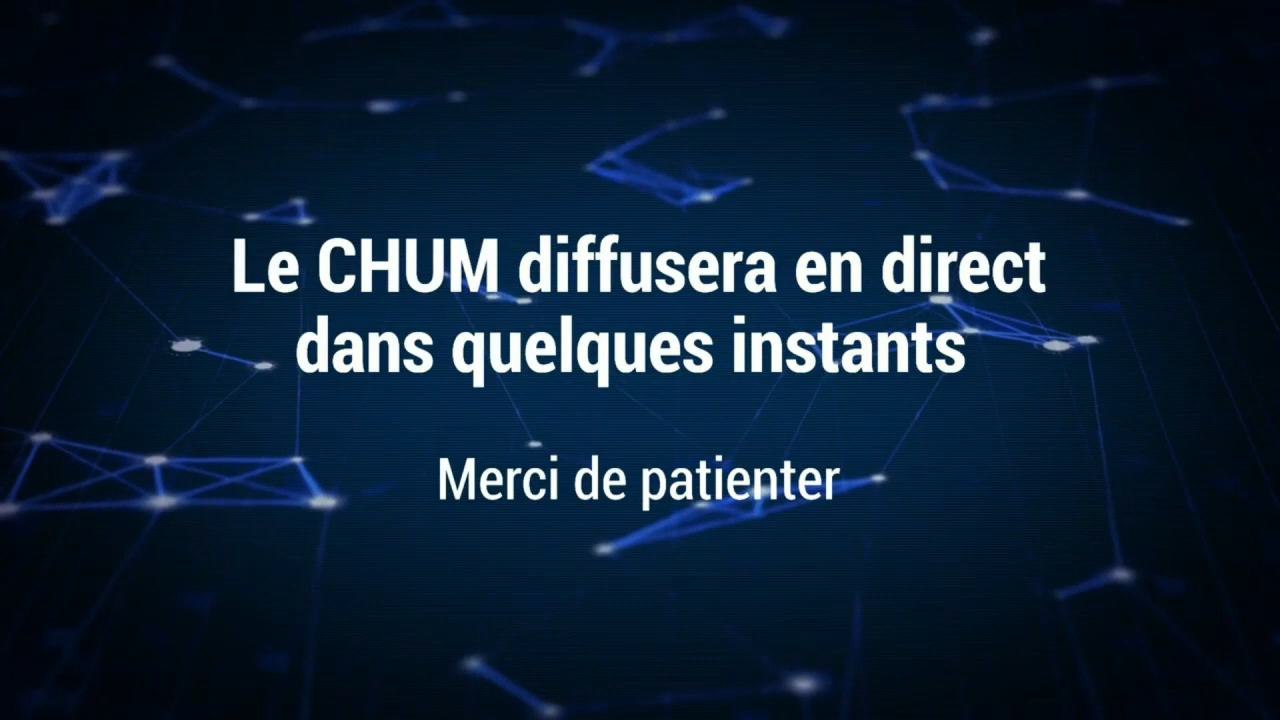 Le CHUM diffusera en direct
dans quelques instants
Merci de patienter